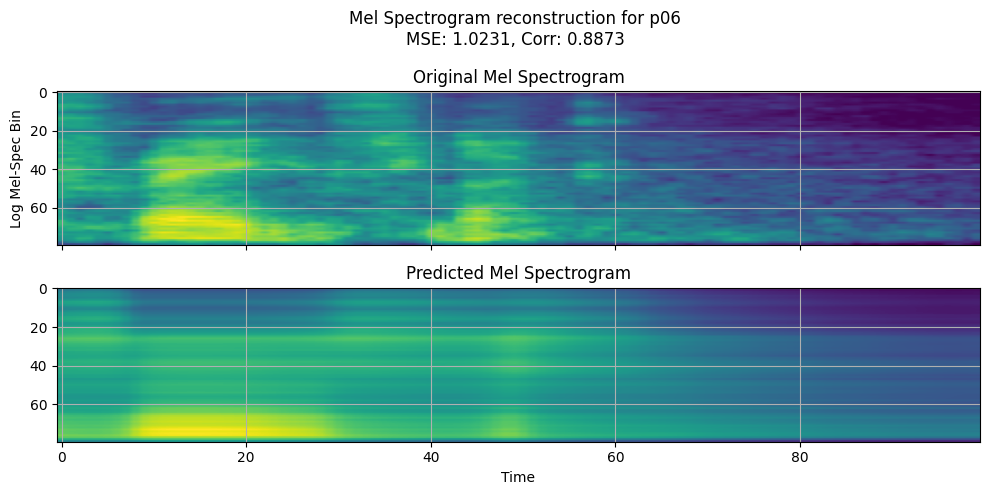 Mel Spectrogram reconstruction for p06
MSE: 1.0231, Corr: 0.8873
Original Mel Spectrogram
0
20
40
60
Log Mel-Spec Bin
Predicted Mel Spectrogram
0
20
40
60
0 20 40 60 80
Time